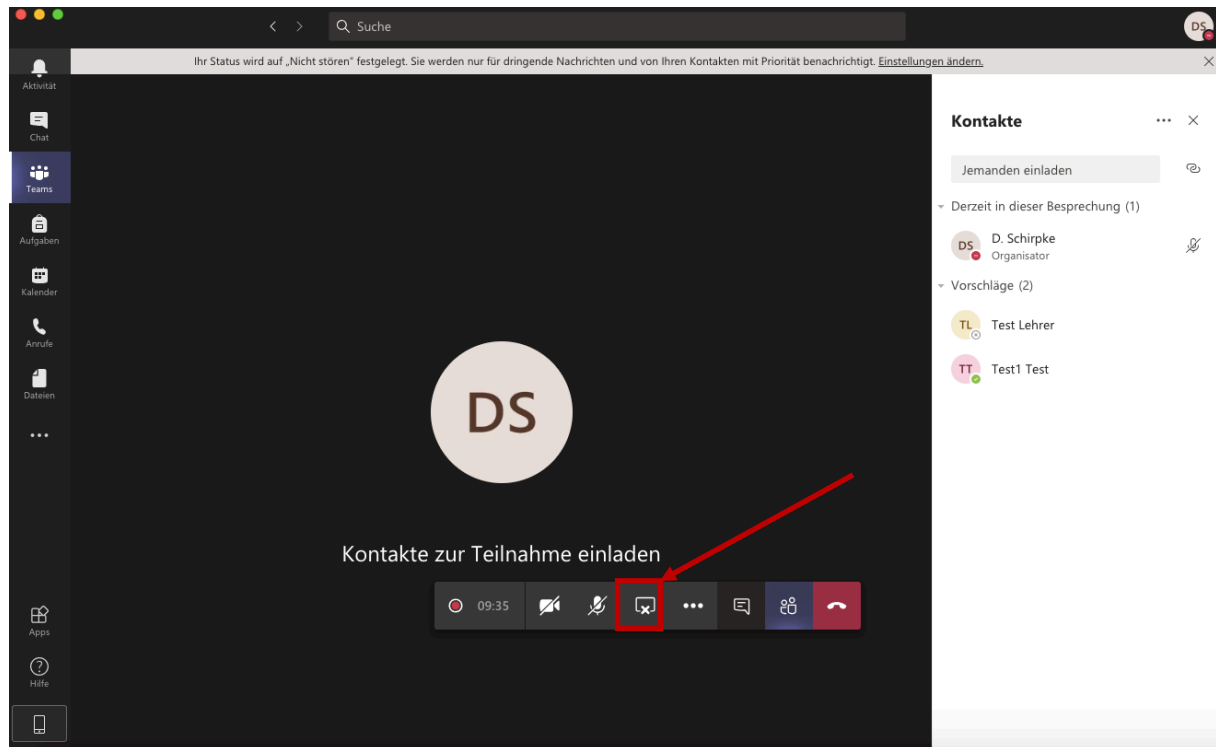 Suche
DS
Ihr Status wird auf „Nicht stören“ festgelegt. Sie werden nur für dringende Nachrichten und von Ihren Kontakten mit Priorität benachrichtigt. Einstellungen ändern.
Aktivität
Chat
Teams
Aufgaben
Kalender
Anrufe
Dateien
Apps
Hilfe
DS
Kontakte zur Teilnahme einladen
09:35
Kontakte
Jemanden einladen
Derzeit in dieser Besprechung (1)
DS D. Schirpke
Organisator
Vorschläge (2)
TL Test Lehrer
TT Test1 Test